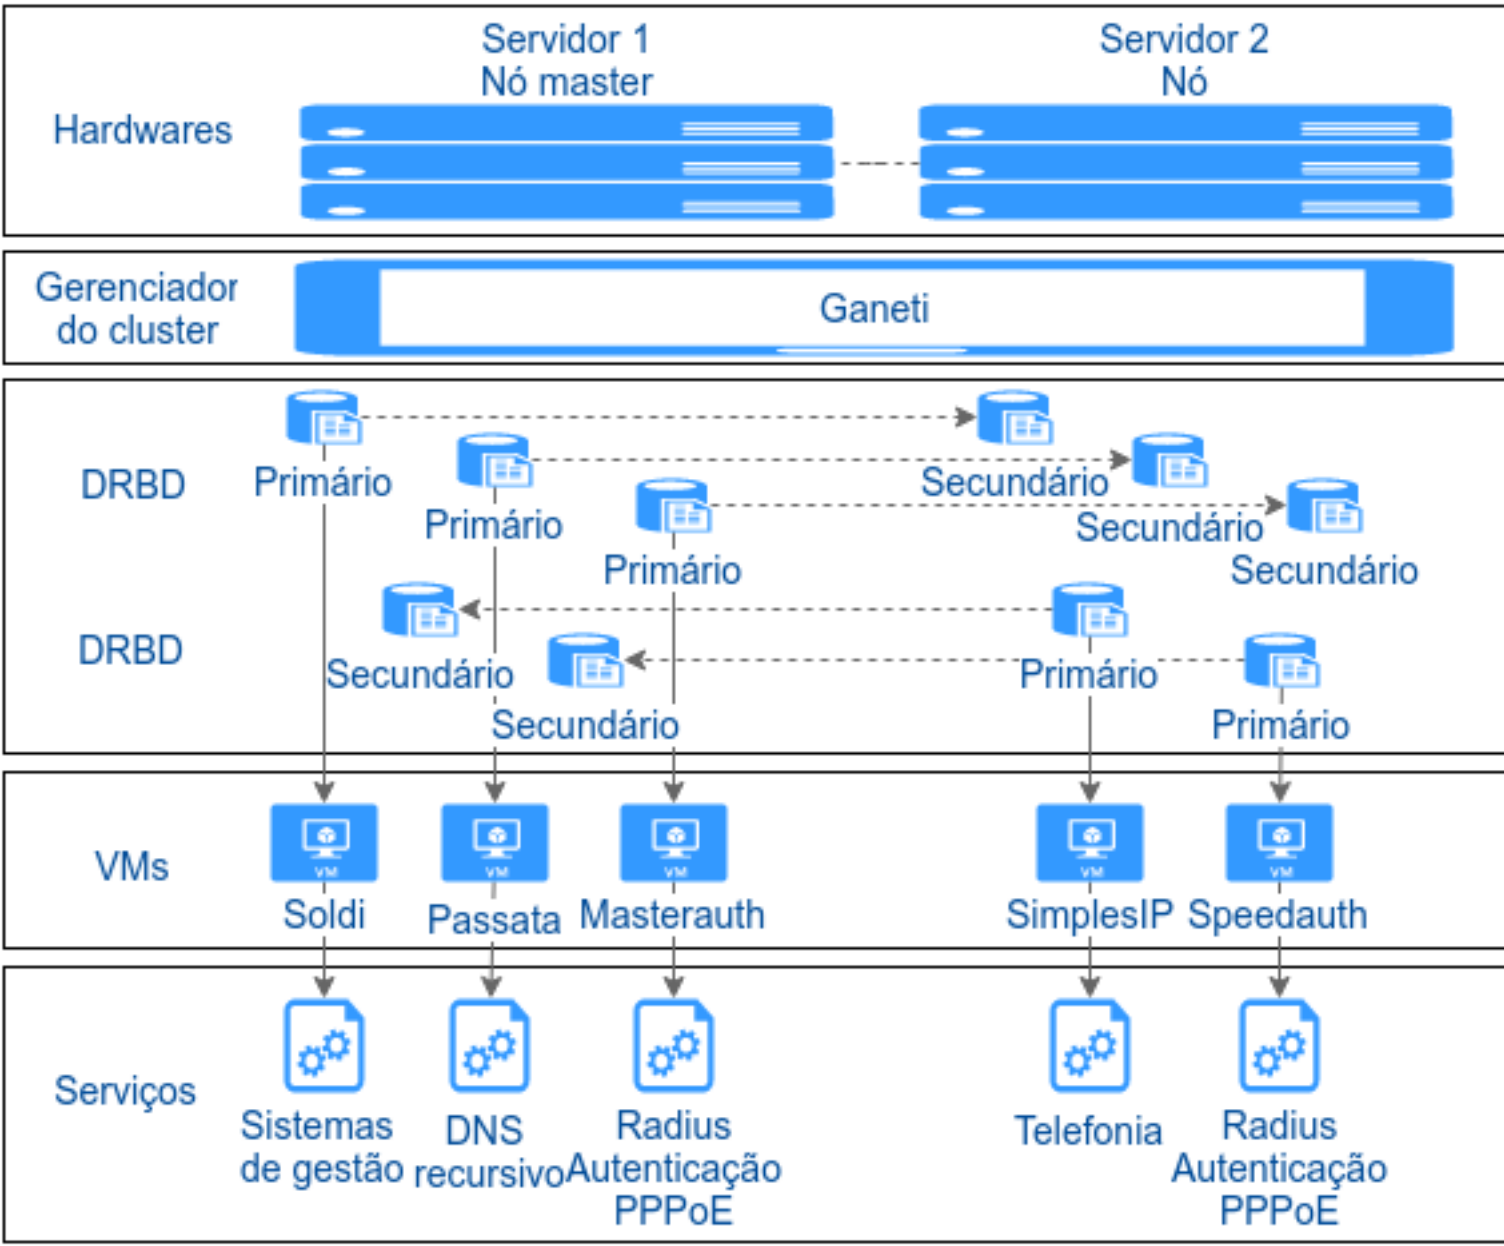 Servidor 1
Nó master
Servidor 2
Nó
Hardwares
Gerenciador
do cluster
Ganeti
DRBD
Primário
Primário
Primário
Secundário
Secundário
Secundário
DRBD
Secundário
Secundário
Primário
Primário
VMs
VM
VM
VM
VM
VM
Soldi
Passata
Masterauth
SimplesIP
Speedauth
Serviços
Sistemas
de gestão
DNS
recursivo
Radius
Autenticação
PPPoE
Telefonia
Radius
Autenticação
PPPoE